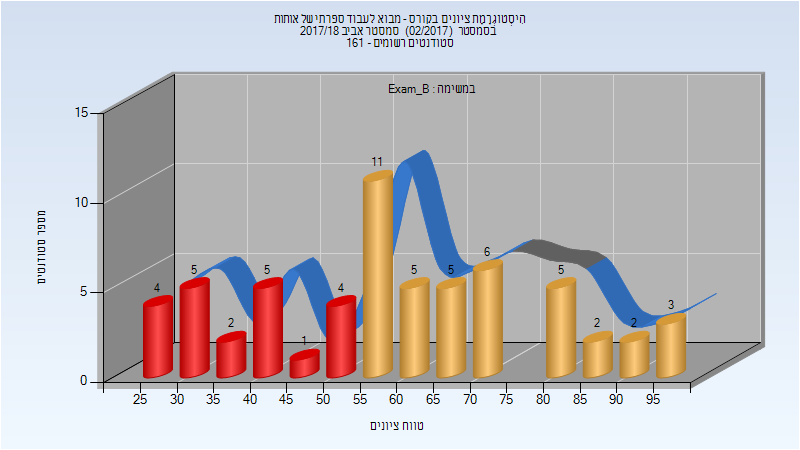 היסטוגרמת ציונים בקורס - מבוא לעבוד ספרתי של אותות
בסמסטר (02/2017) סמסטר אביב 2017/18
סטודנטים רשומים - 161
במשימה : Exam_B
מספר סטודנטים
15
10
5
0
4
5
2
5
1
4
11
5
5
6
5
2
2
3
25 30 35 40 45 50 55 60 65 70 75 80 85 90 95
טווח ציונים